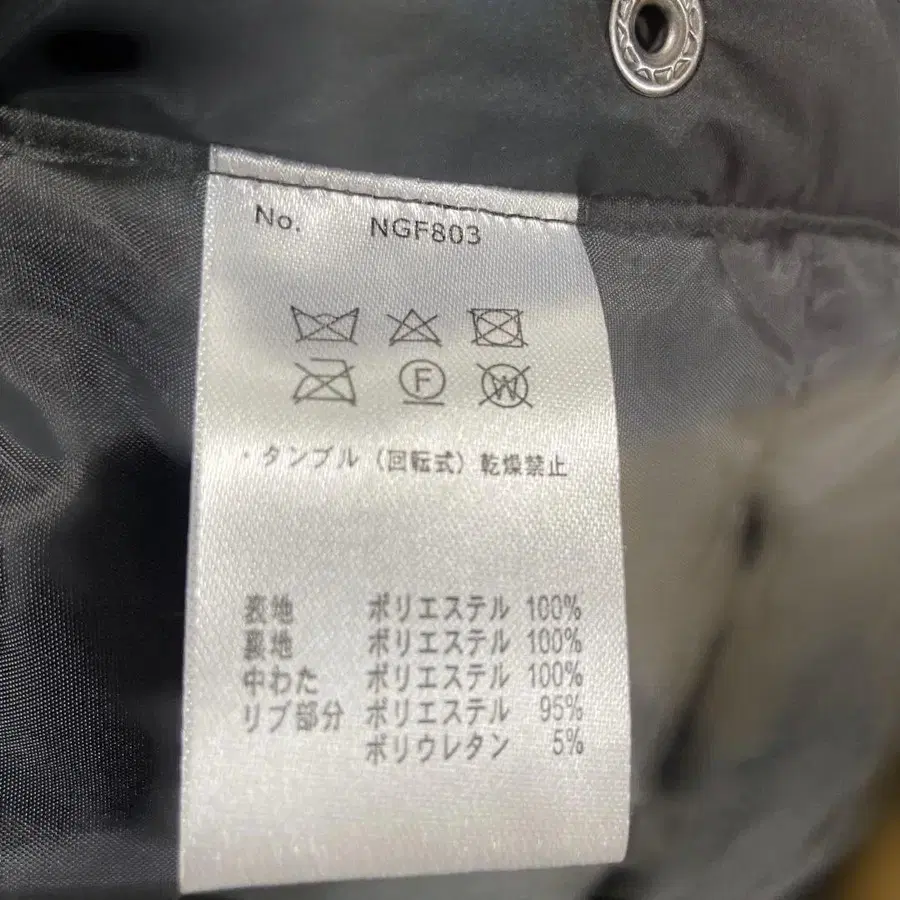 No. NGF803
F W
・タンブル（回転式）乾燥禁止
表地 ポリエステル 100%
裏地 ポリエステル 100%
中わた ポリエステル 100%
リブ部分 ポリエステル 95%
ポリウレタン 5%